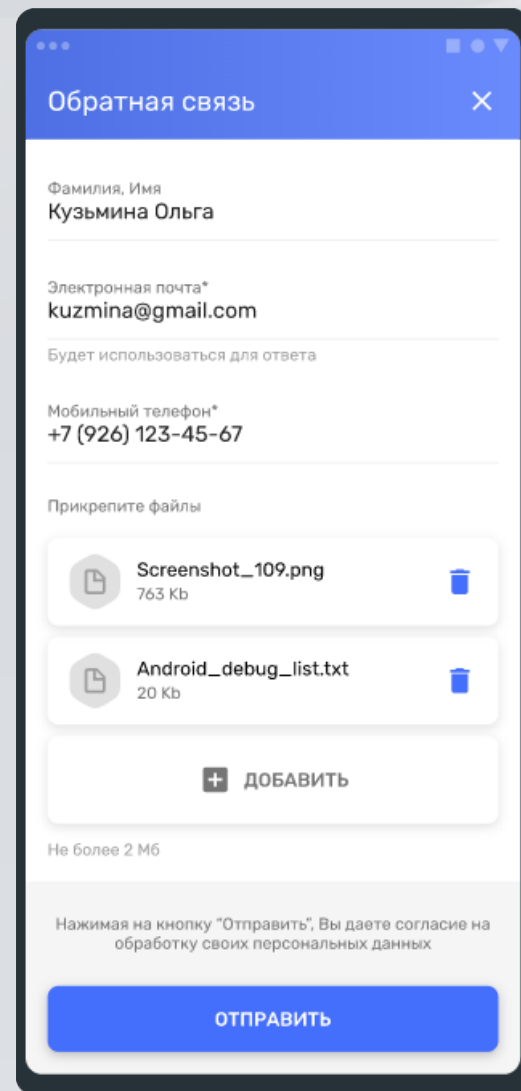 Обратная связь
Фамилия, Имя
Кузьмина Ольга
Электронная почта*
kuzmina@gmail.com
Будет использоваться для ответа
Мобильный телефон*
+7 (926) 123-45-67
Прикрепите файлы
Screenshot_109.png
763 Kb
Android_debug_list.txt
20 Kb
ДОБАВИТЬ
Не более 2 Мб
Нажимая на кнопку "Отправить", Вы даете согласие на
обработку своих персональных данных
ОТПРАВИТЬ